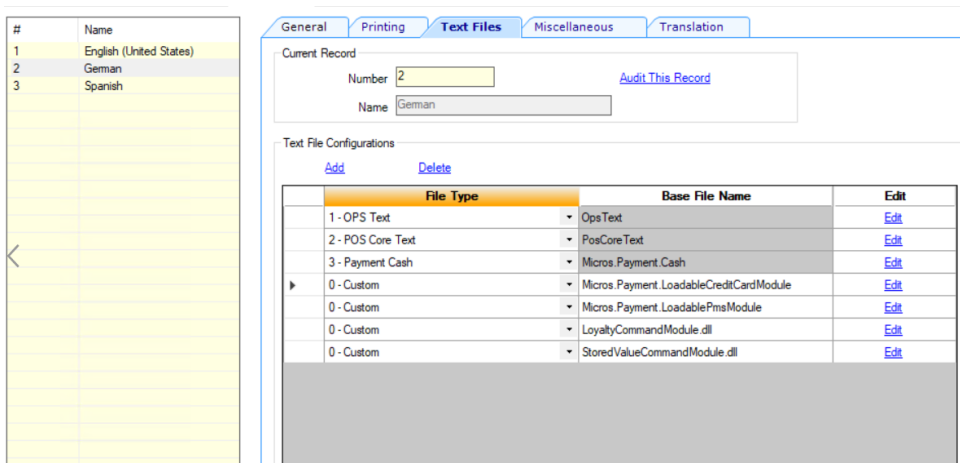 # Name
1 English (United States)
2 German
3 Spanish
General Printing Text Files Miscellaneous Translation
Current Record
Number 2 Audit This Record
Name German
Text File Configurations
Add Delete
File Type Base File Name Edit
1 - OPS Text OpsText Edit
2 - POS Core Text PosCoreText Edit
3 - Payment Cash Micros.Payment.Cash Edit
0 - Custom Micros.Payment.LoadableCreditCardModule Edit
0 - Custom Micros.Payment.LoadablePmsModule Edit
0 - Custom LoyaltyCommandModule.dll Edit
0 - Custom StoredValueCommandModule.dll Edit